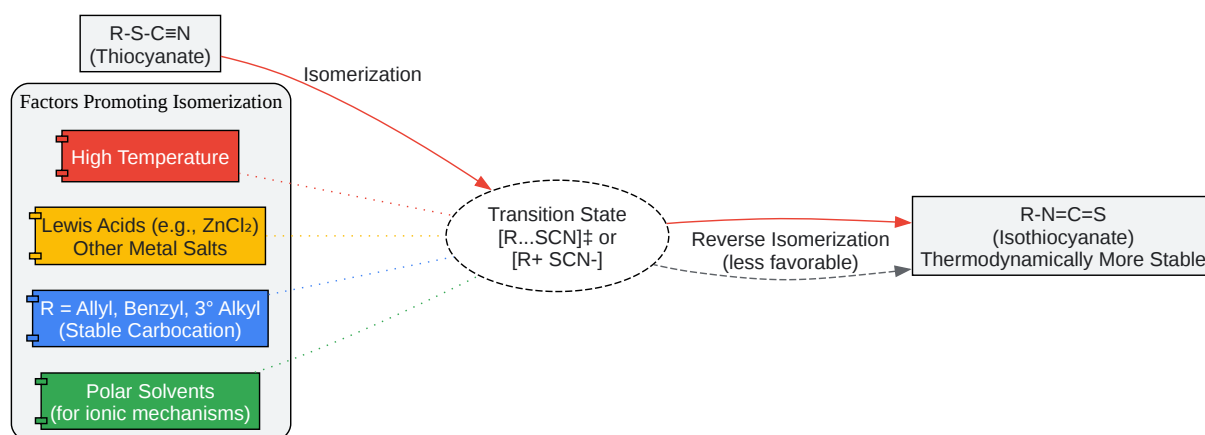 R-S-C≡N
(Thiocyanate)
Isomerization
Factors Promoting Isomerization
High Temperature
Lewis Acids (e.g., ZnCl₂)
Other Metal Salts
R = Allyl, Benzyl, 3° Alkyl
(Stable Carbocation)
Polar Solvents
(for ionic mechanisms)
Transition State
[R...SCN]‡ or
[R+ SCN-]
Reverse Isomerization
(less favorable)
R-N=C=S
(Isothiocyanate)
Thermodynamically More Stable